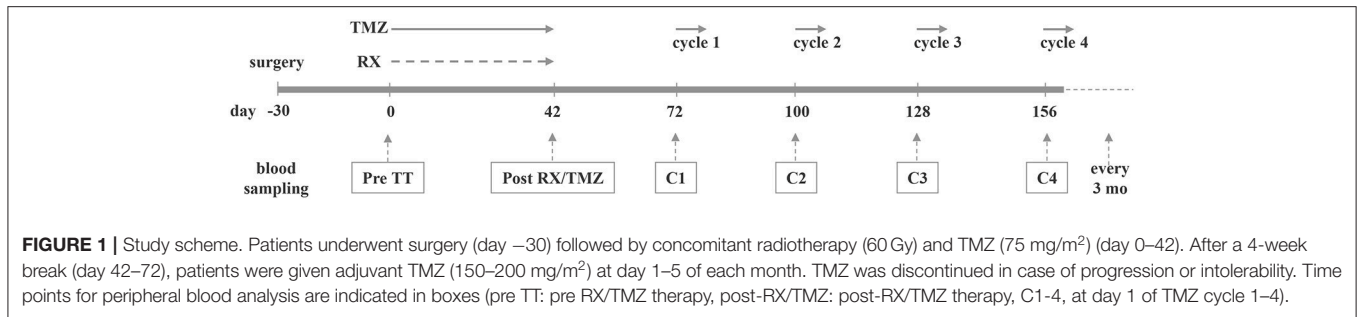 TMZ
cycle 1 cycle 2 cycle 3 cycle 4
surgery RX
day -30 0 42 72 100 128 156
blood sampling Pre TT Post RX/TMZ C1 C2 C3 C4 every 3 mo
FIGURE 1 | Study scheme. Patients underwent surgery (day −30) followed by concomitant radiotherapy (60 Gy) and TMZ (75 mg/m²) (day 0–42). After a 4-week
break (day 42–72), patients were given adjuvant TMZ (150–200 mg/m²) at day 1–5 of each month. TMZ was discontinued in case of progression or intolerability. Time
points for peripheral blood analysis are indicated in boxes (pre TT: pre RX/TMZ therapy, post-RX/TMZ: post-RX/TMZ therapy, C1-4, at day 1 of TMZ cycle 1–4).